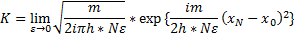 K = lim_{ε→0} √(m / (2iπh * Nε)) * exp{ (im / (2h * Nε)) (x_N − x_0)² }